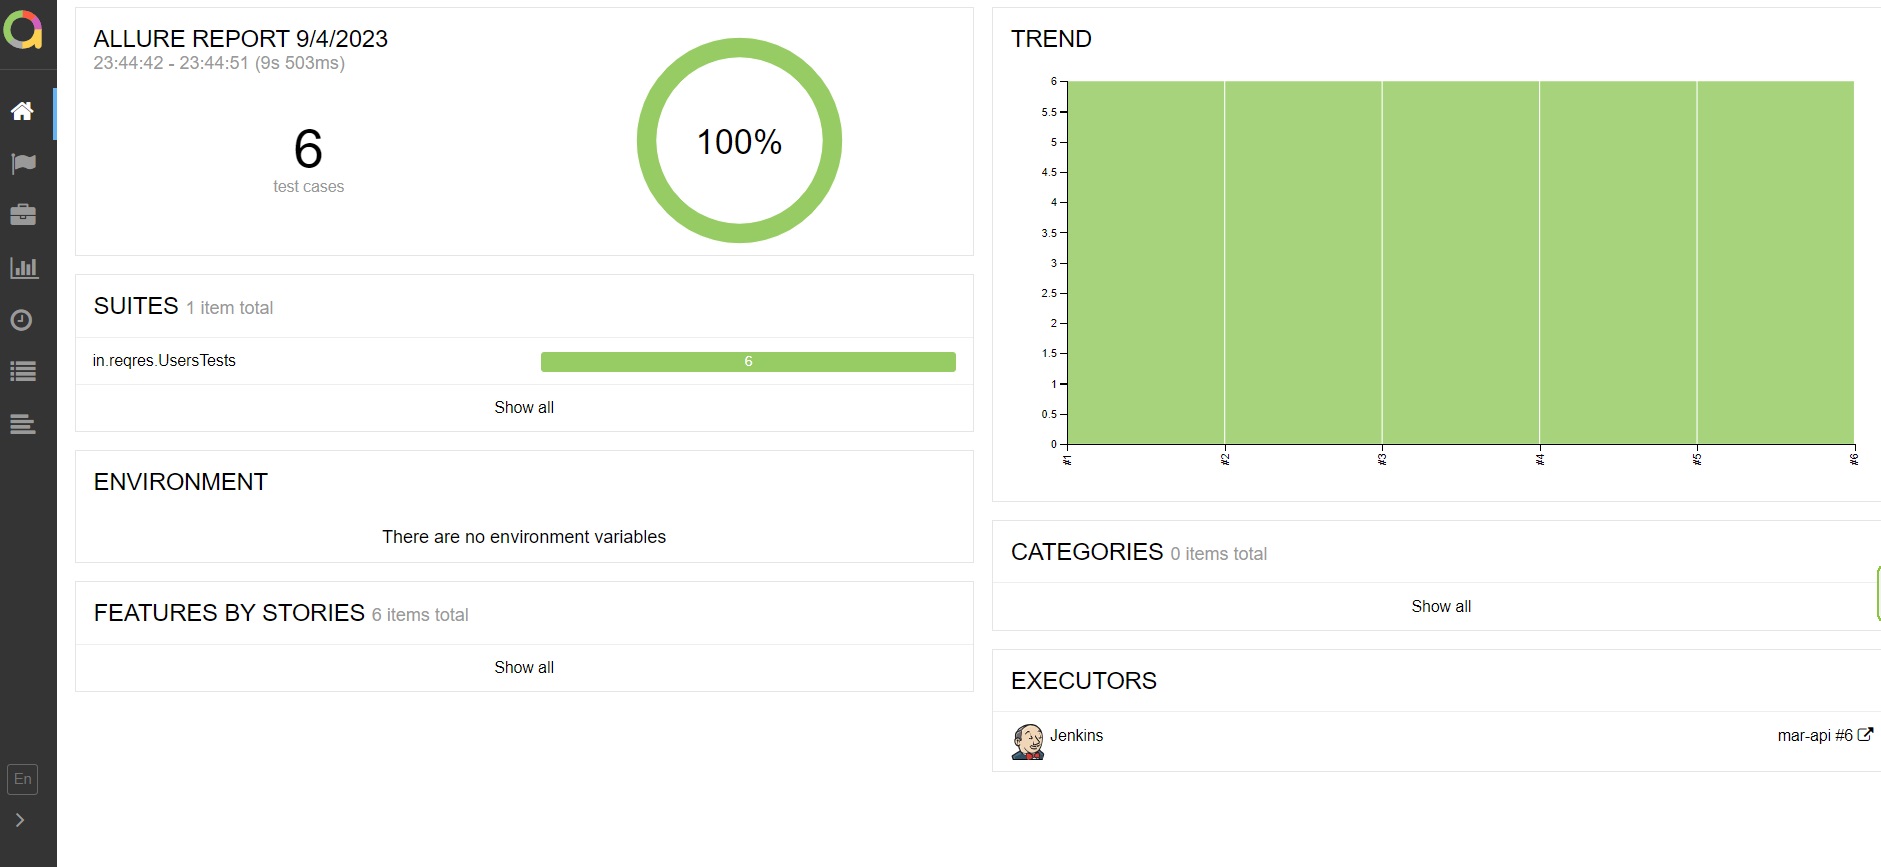 ALLURE REPORT 9/4/2023
23:44:42 - 23:44:51 (9s 503ms)
6
test cases
100%
SUITES 1 item total
in.reqres.UsersTests
6
Show all
ENVIRONMENT
There are no environment variables
FEATURES BY STORIES 6 items total
Show all
En
TREND
6
5.5
5
4.5
4
3.5
3
2.5
2
1.5
1
0.5
0
#1
#2
#3
#4
#5
#6
CATEGORIES 0 items total
Show all
EXECUTORS
Jenkins
mar-api #6